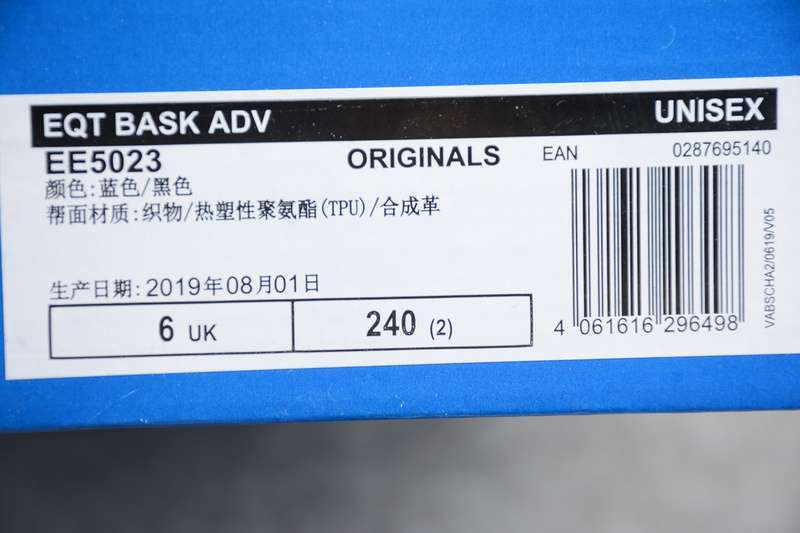 EQT BASK ADV UNISEX
EE5023 ORIGINALS EAN 0287695140
颜色:蓝色/黑色
帮面材质:织物/热塑性聚氨酯(TPU)/合成革
生产日期:2019年08月01日
6 UK 240 (2)
4 061616 296498
VABSCHA2/0619/V05